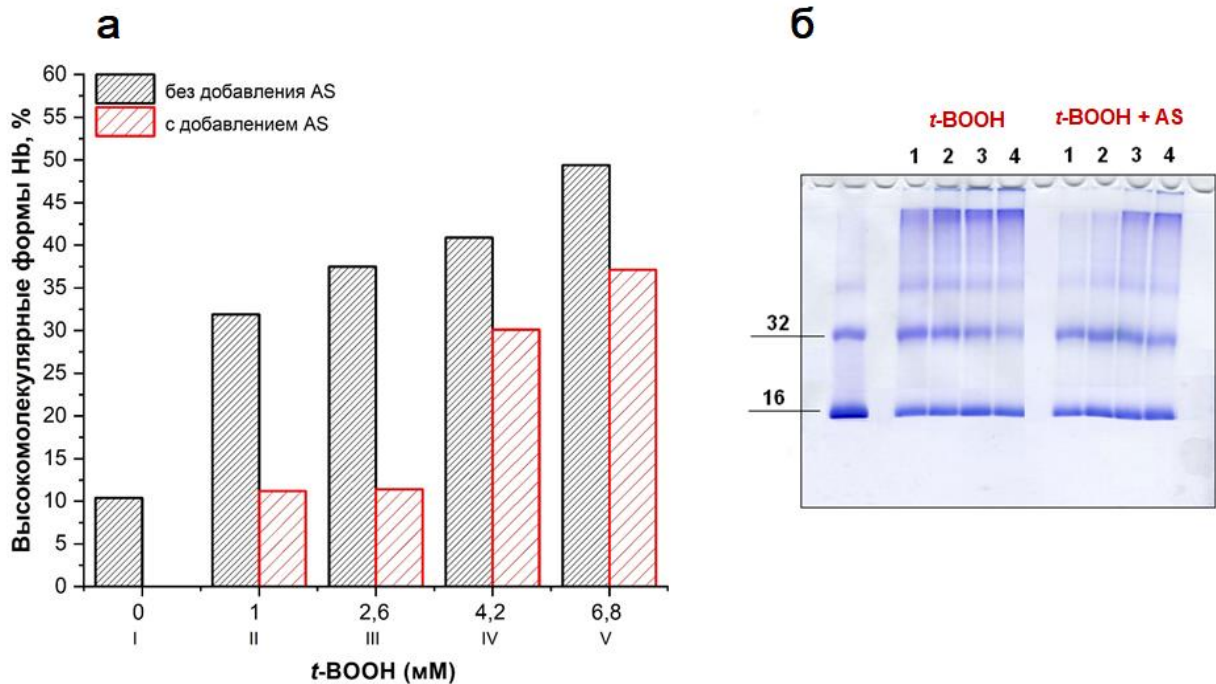 а
Высокомолекулярные формы Hb, %
60
55
50
45
40
35
30
25
20
15
10
5
0
без добавления AS
с добавлением AS
0 1 2,6 4,2 6,8
I II III IV V
t-BOOH (мМ)
б
t-BOOH t-BOOH + AS
1 2 3 4 1 2 3 4
32
16